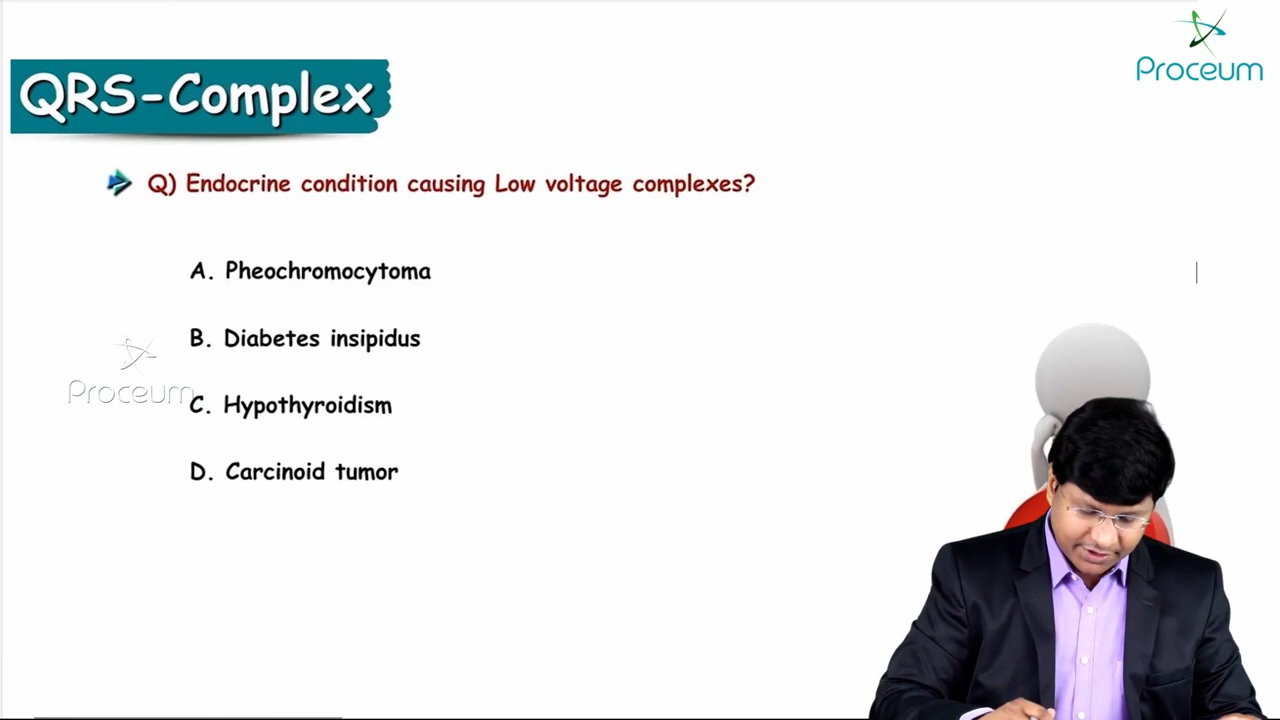 Proceum
QRS-Complex
Q) Endocrine condition causing Low voltage complexes?
A. Pheochromocytoma
B. Diabetes insipidus
Proceum
C. Hypothyroidism
D. Carcinoid tumor